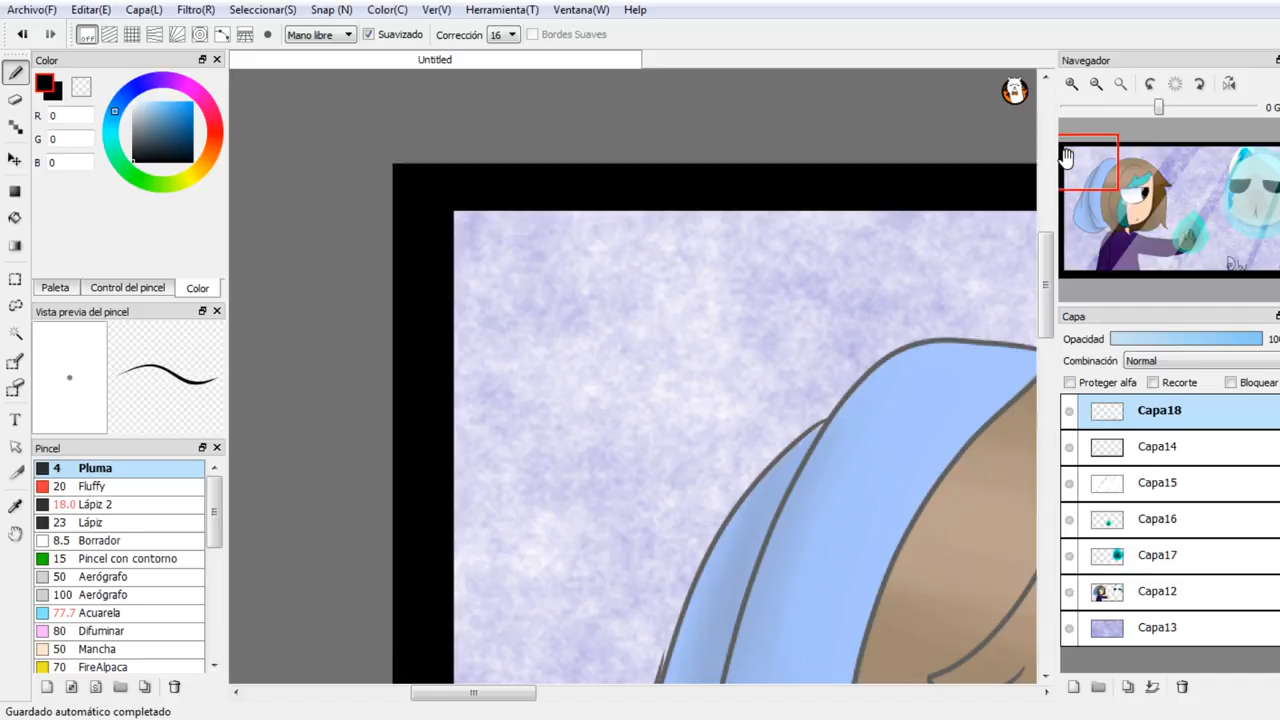 Archivo(F) Editar(E) Capa(L) Filtro(R) Seleccionar(S) Snap (N) Color(C) Ver(V) Herramienta(T) Ventana(W) Help
off Mano libre Suavizado Corrección 16 Bordes Suaves
Color
Untitled
Navegador
R 0
G 0
B 0
0 G
Paleta Control del pincel Color
Vista previa del pincel
Capa
Opacidad 100
Combinación Normal
Proteger alfa Recorte Bloquear
Capa18
Capa14
Capa15
Capa16
Capa17
Capa12
Capa13
Pincel
4 Pluma
20 Fluffy
18.0 Lápiz 2
23 Lápiz
8.5 Borrador
15 Pincel con contorno
50 Aerógrafo
100 Aerógrafo
77.7 Acuarela
80 Difuminar
50 Mancha
70 FireAlpaca
Guardado automático completado